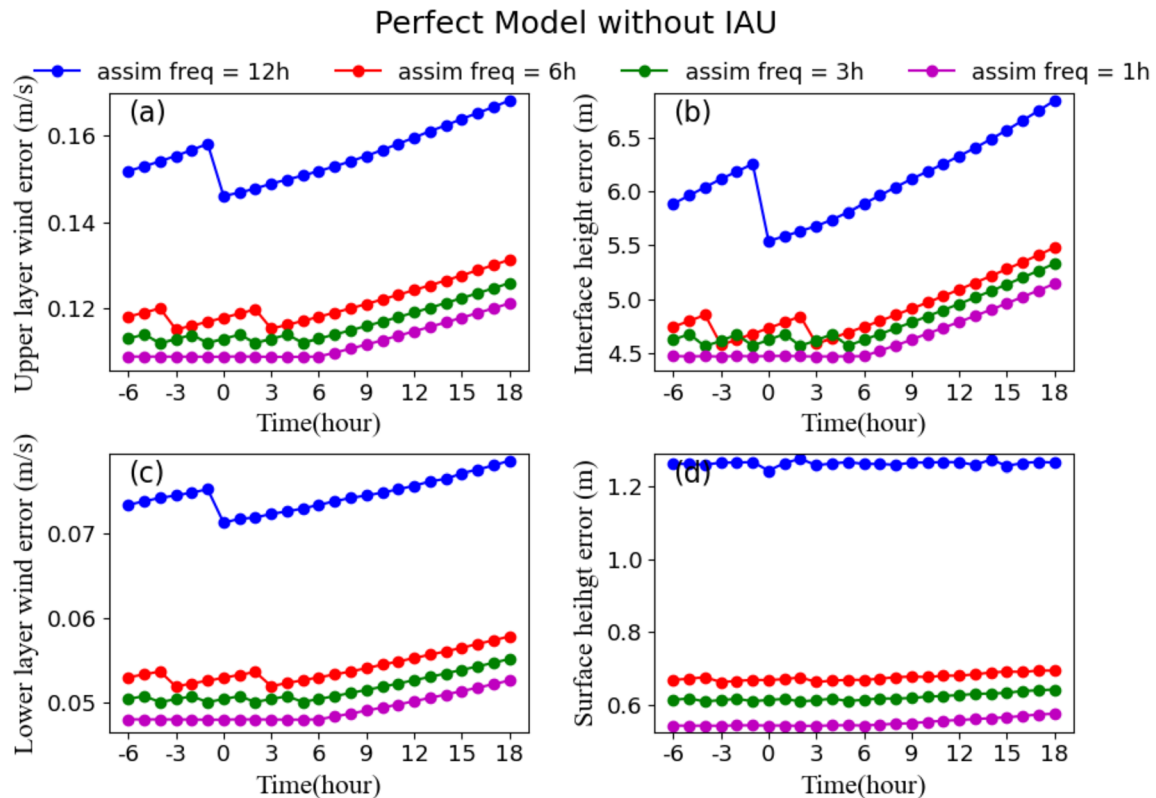 Perfect Model without IAU
assim freq = 12h assim freq = 6h assim freq = 3h assim freq = 1h
(a)
Upper layer wind error (m/s)
0.16
0.14
0.12
-6 -3 0 3 6 9 12 15 18
Time(hour)
(b)
Interface height error (m)
6.5
6.0
5.5
5.0
4.5
-6 -3 0 3 6 9 12 15 18
Time(hour)
(c)
Lower layer wind error (m/s)
0.07
0.06
0.05
-6 -3 0 3 6 9 12 15 18
Time(hour)
(d)
Surface heihgt error (m)
1.2
1.0
0.8
0.6
-6 -3 0 3 6 9 12 15 18
Time(hour)